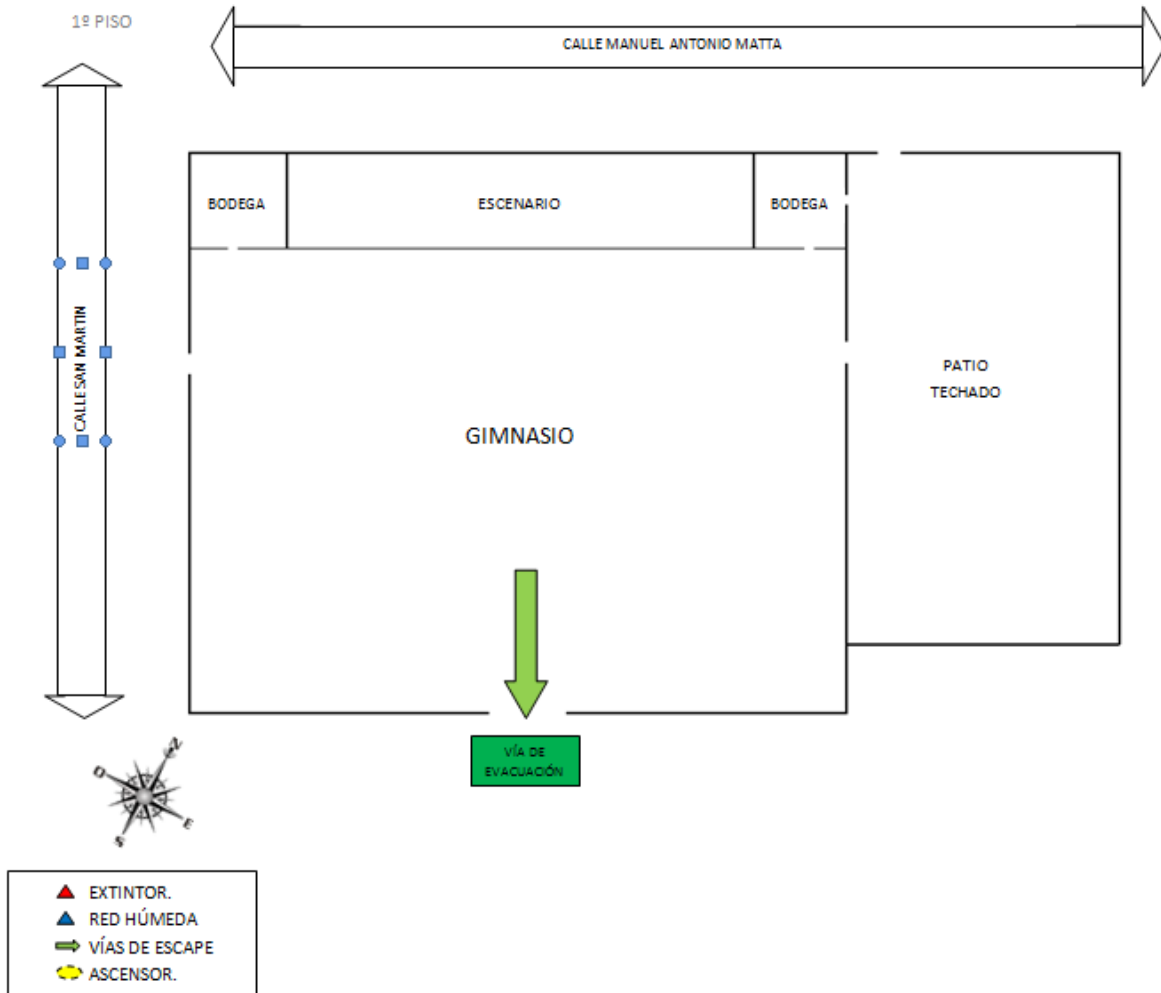 1º PISO
CALLE MANUEL ANTONIO MATTA
BODEGA
ESCENARIO
BODEGA
CALLE SAN MARTIN
PATIO
TECHADO
GIMNASIO
VÍA DE
EVACUACIÓN
N
O
E
S
EXTINTOR.
RED HÚMEDA
VÍAS DE ESCAPE
ASCENSOR.